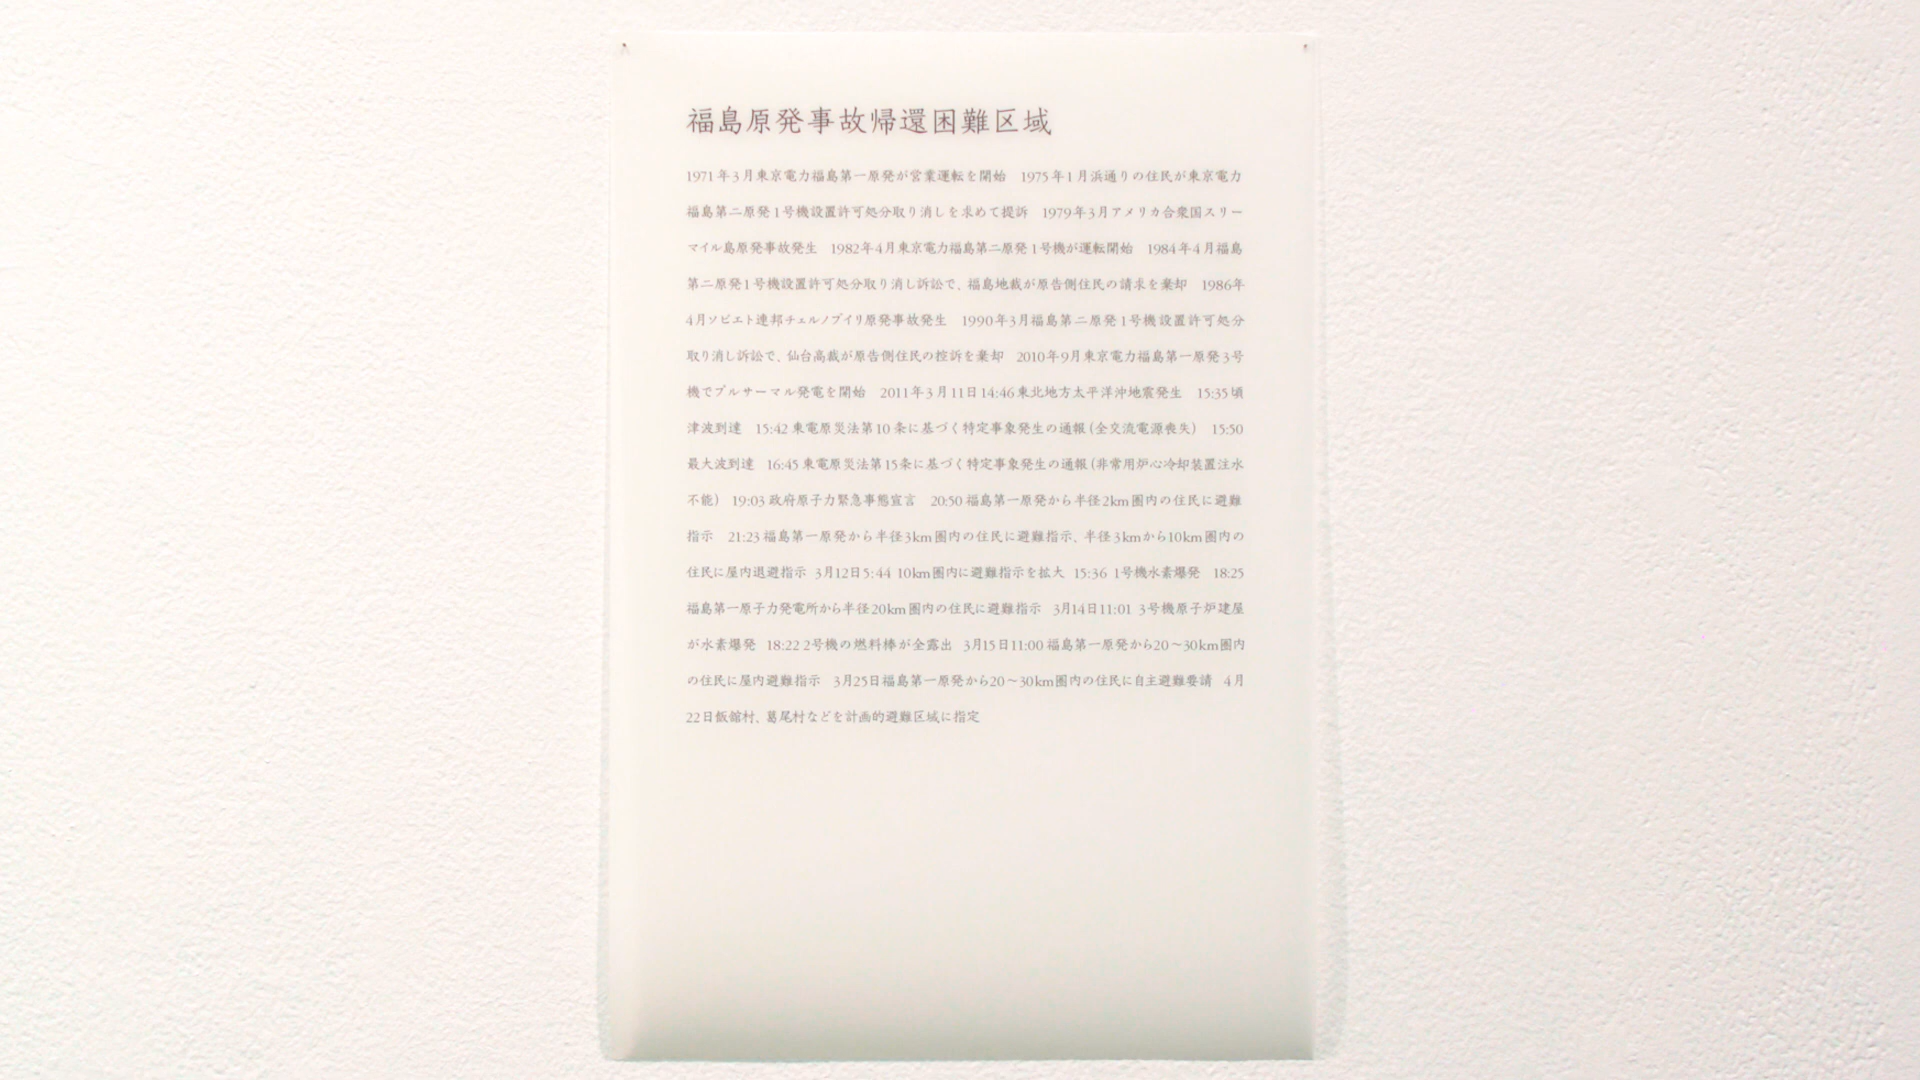 福島原発事故帰還困難区域
1971年3月東京電力福島第一原発が営業運転を開始　1975年1月浜通りの住民が東京電力
福島第二原発1号機設置許可処分取り消しを求めて提訴　1979年3月アメリカ合衆国スリー
マイル島原発事故発生　1982年4月東京電力福島第二原発1号機が運転開始　1984年4月福島
第二原発1号機設置許可処分取り消し訴訟で、福島地裁が原告側住民の請求を棄却　1986年
4月ソビエト連邦チェルノブイリ原発事故発生　1990年3月福島第二原発1号機設置許可処分
取り消し訴訟で、仙台高裁が原告側住民の控訴を棄却　2010年9月東京電力福島第一原発3号
機でプルサーマル発電を開始　2011年3月11日14:46東北地方太平洋沖地震発生　15:35頃
津波到達　15:42 東電原災法第10条に基づく特定事象発生の通報（全交流電源喪失）　15:50
最大波到達　16:45 東電原災法第15条に基づく特定事象発生の通報（非常用炉心冷却装置注水
不能）　19:03 政府原子力緊急事態宣言　20:50 福島第一原発から半径2km圏内の住民に避難
指示　21:23 福島第一原発から半径3km圏内の住民に避難指示、半径3kmから10km圏内の
住民に屋内退避指示　3月12日5:44 10km圏内に避難指示を拡大　15:36 1号機水素爆発　18:25
福島第一原子力発電所から半径20km圏内の住民に避難指示　3月14日11:01 3号機原子炉建屋
が水素爆発　18:22 2号機の燃料棒が全露出　3月15日11:00 福島第一原発から20〜30km圏内
の住民に屋内避難指示　3月25日福島第一原発から20〜30km圏内の住民に自主避難要請　4月
22日飯舘村、葛尾村などを計画的避難区域に指定